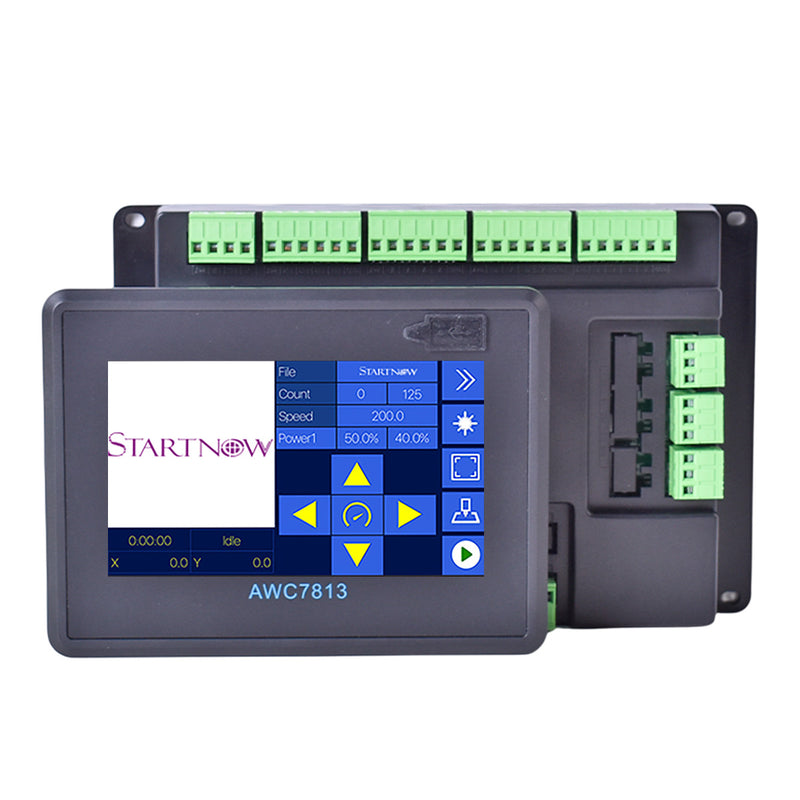 STARTNOW
File STARTNOW
Count 0 125
Speed 200.0
Power1 50.0% 40.0%
0:00:00 Idle
X 0.0 Y 0.0
AWC7813